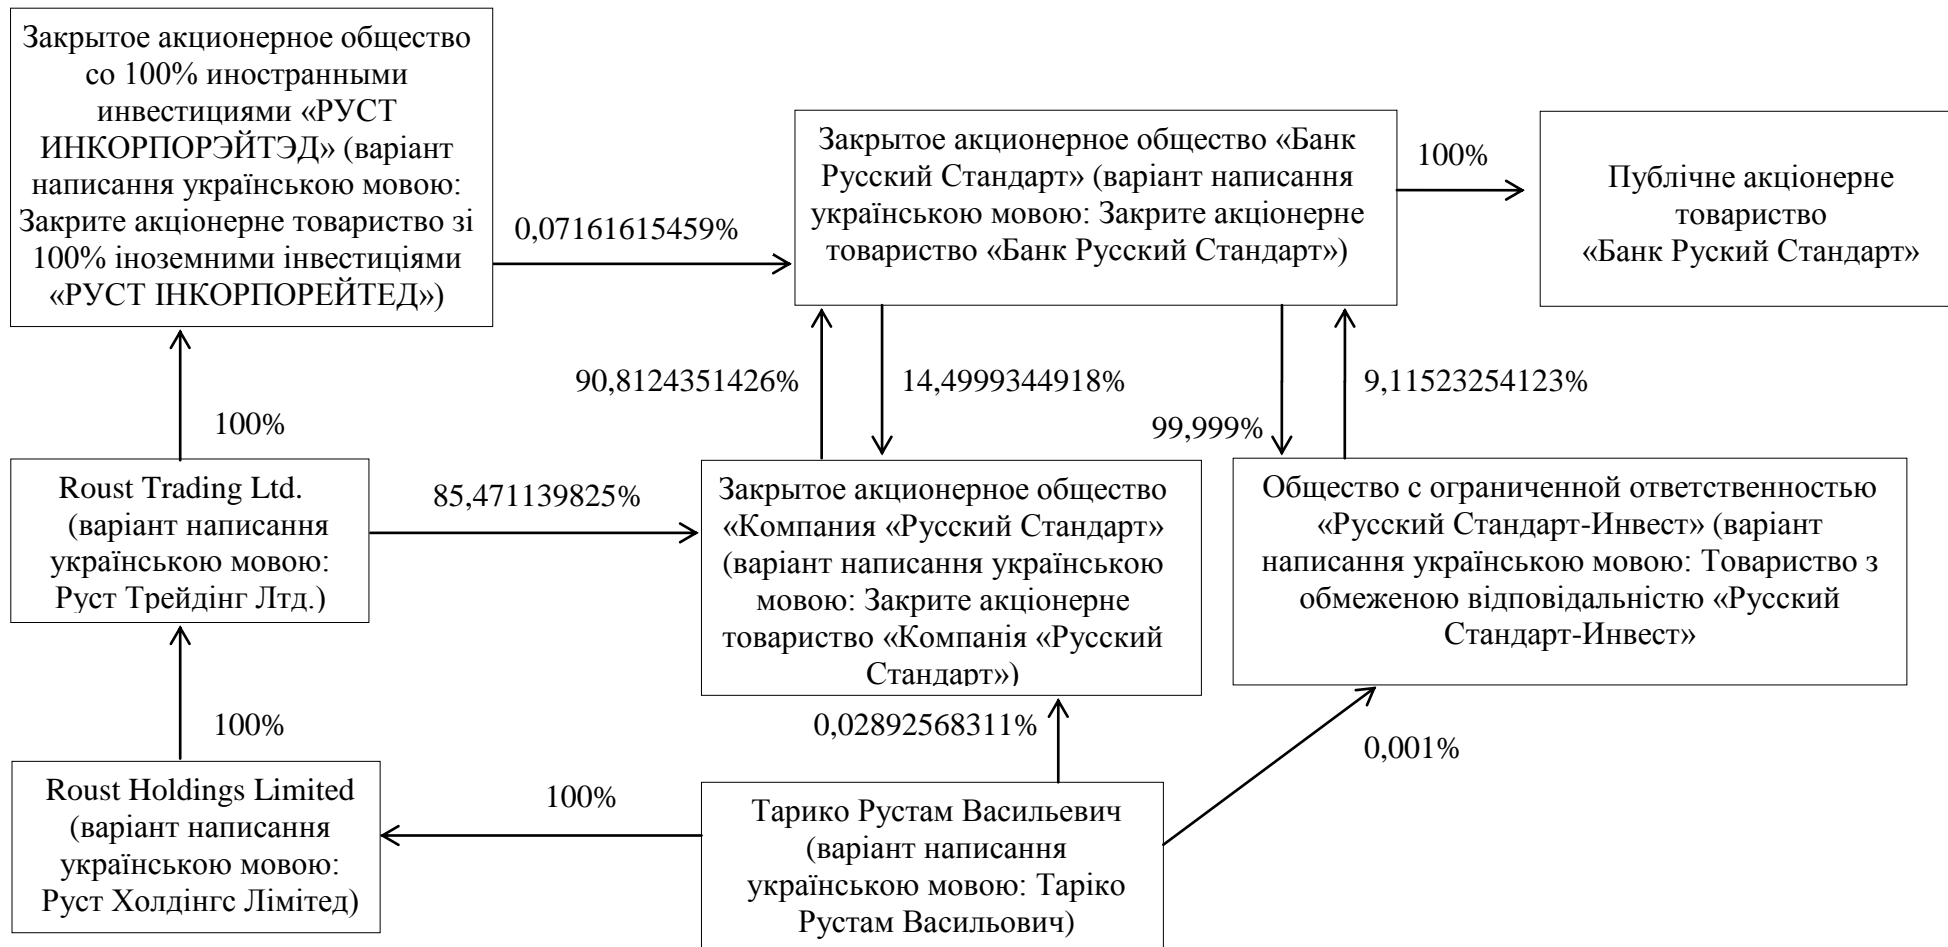 Закрытое акционерное общество
со 100% иностранными
инвестициями «РУСТ
ИНКОРПОРЭЙТЭД» (варіант
написання українською мовою:
Закрите акціонерне товариство зі
100% іноземними інвестиціями
«РУСТ ІНКОРПОРЕЙТЕД»)
0,07161615459%
Закрытое акционерное общество «Банк
Русский Стандарт» (варіант написання
українською мовою: Закрите акціонерне
товариство «Банк Русский Стандарт»)
100%
Публічне акціонерне
товариство
«Банк Руский Стандарт»
90,8124351426%
14,4999344918%
99,999%
9,11523254123%
100%
Roust Trading Ltd.
(варіант написання
українською мовою:
Руст Трейдінг Лтд.)
85,471139825%
Закрытое акционерное общество
«Компания «Русский Стандарт»
(варіант написання українською
мовою: Закрите акціонерне
товариство «Компанія «Русский
Стандарт»)
Общество с ограниченной ответственностью
«Русский Стандарт-Инвест» (варіант
написання українською мовою: Товариство з
обмеженою відповідальністю «Русский
Стандарт-Инвест»
100%
0,02892568311%
0,001%
Roust Holdings Limited
(варіант написання
українською мовою:
Руст Холдінгс Лімітед)
100%
Тарико Рустам Васильевич
(варіант написання
українською мовою: Таріко
Рустам Васильович)